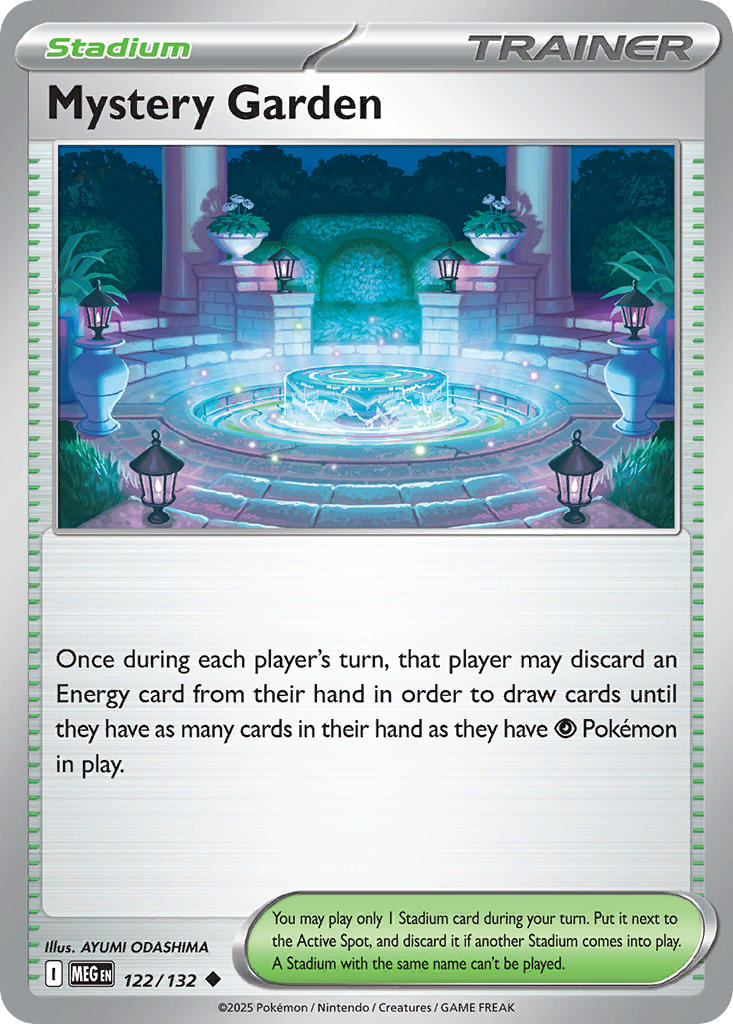 Stadium
TRAINER
Mystery Garden
Once during each player's turn, that player may discard an
Energy card from their hand in order to draw cards until
they have as many cards in their hand as they have Pokémon
in play.
You may play only 1 Stadium card during your turn. Put it next to
the Active Spot, and discard it if another Stadium comes into play.
A Stadium with the same name can't be played.
Illus. AYUMI ODASHIMA
I MEG EN 122/132
©2025 Pokémon / Nintendo / Creatures / GAME FREAK